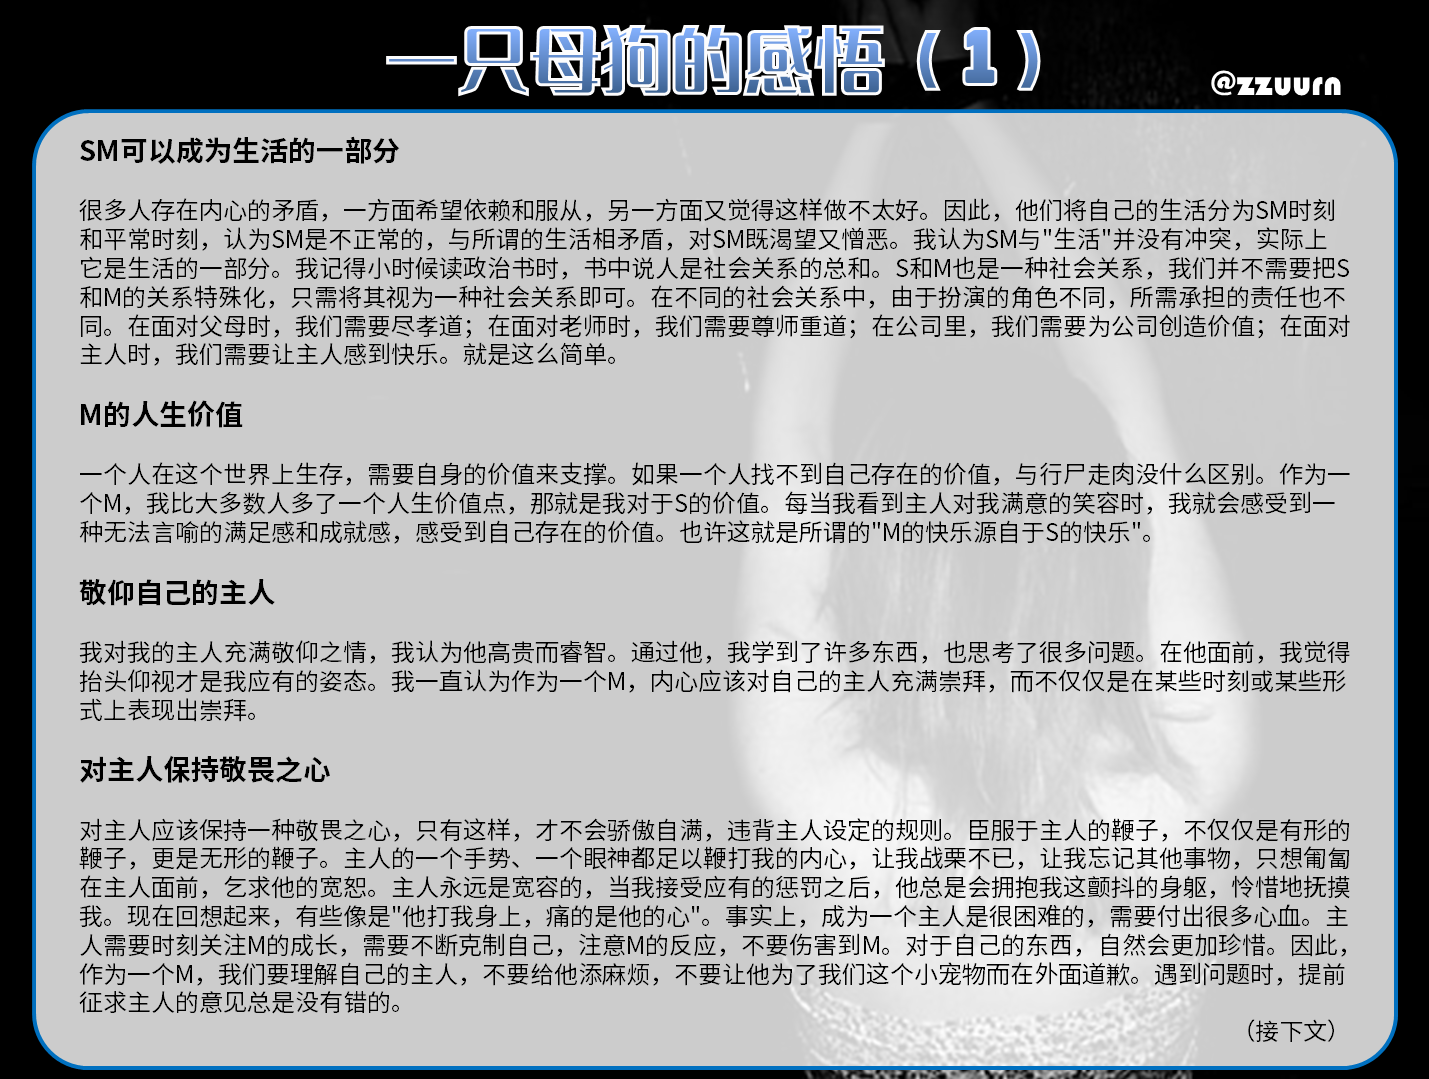 一只母狗的感悟（1）
@zzuurn
SM可以成为生活的一部分
很多人存在内心的矛盾，一方面希望依赖和服从，另一方面又觉得这样做不太好。因此，他们将自己的生活分为SM时刻
和平常时刻，认为SM是不正常的，与所谓的生活相矛盾，对SM既渴望又憎恶。我认为SM与"生活"并没有冲突，实际上
它是生活的一部分。我记得小时候读政治书时，书中说人是社会关系的总和。S和M也是一种社会关系，我们并不需要把S
和M的关系特殊化，只需将其视为一种社会关系即可。在不同的社会关系中，由于扮演的角色不同，所需承担的责任也不
同。在面对父母时，我们需要尽孝道；在面对老师时，我们需要尊师重道；在公司里，我们需要为公司创造价值；在面对
主人时，我们需要让主人感到快乐。就是这么简单。
M的人生价值
一个人在这个世界上生存，需要自身的价值来支撑。如果一个人找不到自己存在的价值，与行尸走肉没什么区别。作为一
个M，我比大多数人多了一个人生价值点，那就是我对于S的价值。每当我看到主人对我满意的笑容时，我就会感受到一
种无法言喻的满足感和成就感，感受到自己存在的价值。也许这就是所谓的"M的快乐源自于S的快乐"。
敬仰自己的主人
我对我的主人充满敬仰之情，我认为他高贵而睿智。通过他，我学到了许多东西，也思考了很多问题。在他面前，我觉得
抬头仰视才是我应有的姿态。我一直认为作为一个M，内心应该对自己的主人充满崇拜，而不仅仅是在某些时刻或某些形
式上表现出崇拜。
对主人保持敬畏之心
对主人应该保持一种敬畏之心，只有这样，才不会骄傲自满，违背主人设定的规则。臣服于主人的鞭子，不仅仅是有形的
鞭子，更是无形的鞭子。主人的一个手势、一个眼神都足以鞭打我的内心，让我战栗不已，让我忘记其他事物，只想匍匐
在主人面前，乞求他的宽恕。主人永远是宽容的，当我接受应有的惩罚之后，他总是会拥抱我这颤抖的身躯，怜惜地抚摸
我。现在回想起来，有些像是"他打我身上，痛的是他的心"。事实上，成为一个主人是很困难的，需要付出很多心血。主
人需要时刻关注M的成长，需要不断克制自己，注意M的反应，不要伤害到M。对于自己的东西，自然会更加珍惜。因此，
作为一个M，我们要理解自己的主人，不要给他添麻烦，不要让他为了我们这个小宠物而在外面道歉。遇到问题时，提前
征求主人的意见总是没有错的。
（接下文）